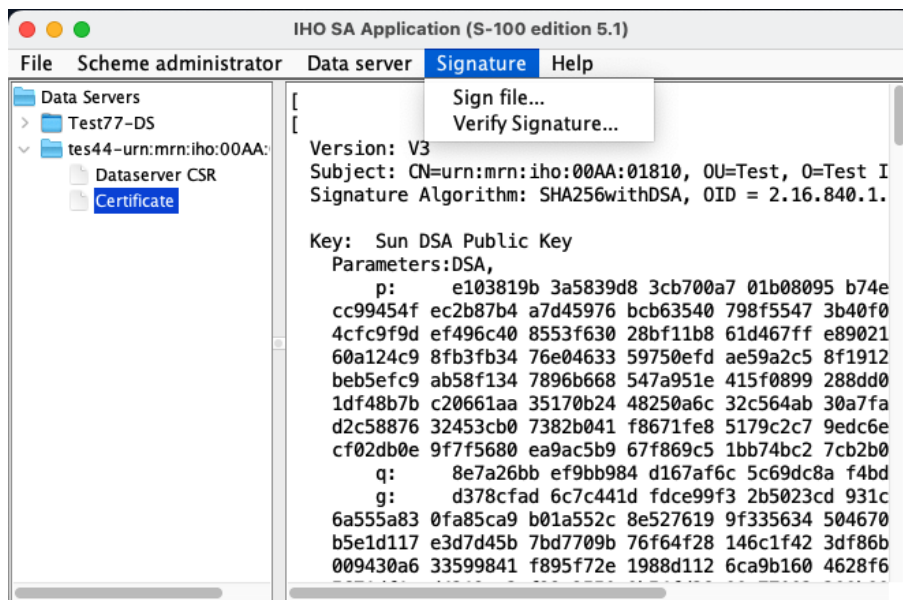 IHO SA Application (S-100 edition 5.1)
File Scheme administrator Data server Signature Help
Sign file...
Verify Signature...
Data Servers
Test77-DS
tes44-urn:mrn:iho:00AA:
Dataserver CSR
Certificate
[
[
Version: V3
Subject: CN=urn:mrn:iho:00AA:01810, OU=Test, O=Test I
Signature Algorithm: SHA256withDSA, OID = 2.16.840.1.
Key: Sun DSA Public Key
Parameters:DSA,
p: e103819b 3a5839d8 3cb700a7 01b08095 b74e
cc99454f ec2b87b4 a7d45976 bcb63540 798f5547 3b40f0
4cfc9f9d ef496c40 8553f630 28bf11b8 61d467ff e89021
60a124c9 8fb3fb34 76e04633 59750efd ae59a2c5 8f1912
beb5efc9 ab58f134 7896b668 547a951e 415f0899 288dd0
1df48b7b c20661aa 35170b24 48250a6c 32c564ab 30a7fa
d2c58876 32453cb0 7382b041 f8671fe8 5179c2c7 9edc6e
cf02db0e 9f7f5680 ea9ac5b9 67f869c5 1bb74bc2 7cb2b0
q: 8e7a26bb ef9bb984 d167af6c 5c69dc8a f4bd
g: d378cfad 6c7c441d fdce99f3 2b5023cd 931c
6a555a83 0fa85ca9 b01a552c 8e527619 9f335634 504670
b5e1d117 e3d7d45b 7bd7709b 76f64f28 146c1f42 3df86b
009430a6 33599841 f895f72e 1988d112 6ca9b160 4628f6